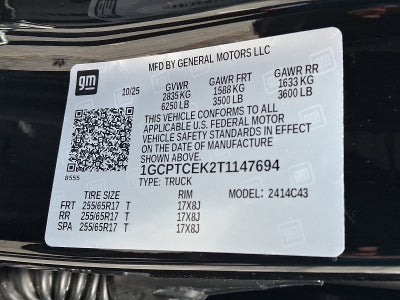 gm
MFD BY GENERAL MOTORS LLC
10/25 GVWR GAWR FRT GAWR RR
2835 KG 1588 KG 1633 KG
6250 LB 3500 LB 3600 LB
THIS VEHICLE CONFORMS TO ALL
APPLICABLE U.S. FEDERAL MOTOR
VEHICLE SAFETY STANDARDS IN EFFECT
ON THE DATE OF MANUFACTURE
SHOWN ABOVE.
1GCPTCEK2T1147694
8555 TYPE: TRUCK
TIRE SIZE RIM MODEL: 2414C43
FRT 255/65R17 T 17X8J
RR 255/65R17 T 17X8J
SPA 255/65R17 T 17X8J